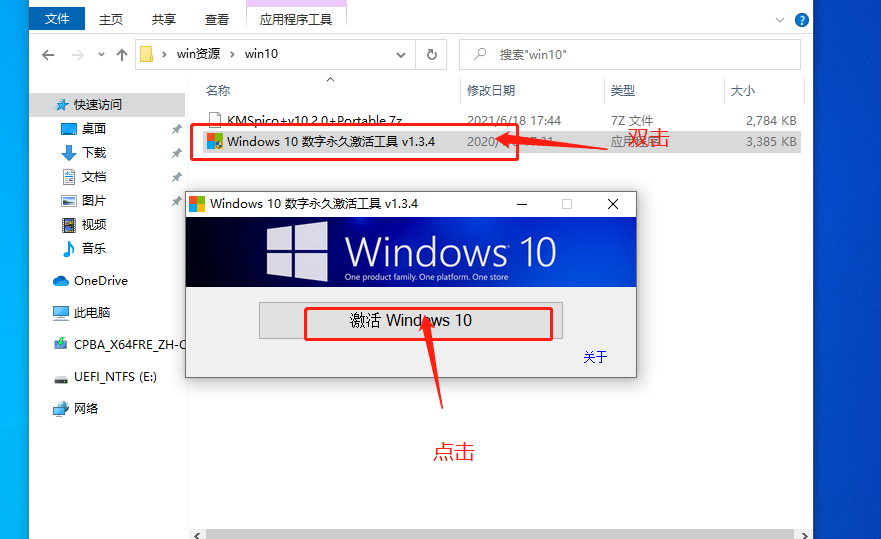 文件 主页 共享 查看 应用程序工具
win资源 win10 搜索"win10"
名称 修改日期 类型 大小
快速访问
KMSpico+v10.2.0+Portable.7z 2021/6/18 17:44 7Z 文件 2,784 KB
双击
桌面
Windows 10 数字永久激活工具 v1.3.4 3,385 KB
下载
文档
图片
视频
音乐
OneDrive
此电脑
CPBA_X64FRE_ZH-C
UEFI_NTFS (E:)
网络
Windows 10 数字永久激活工具 v1.3.4
Windows 10
One product family. One platform. One store
激活 Windows 10
关于
点击